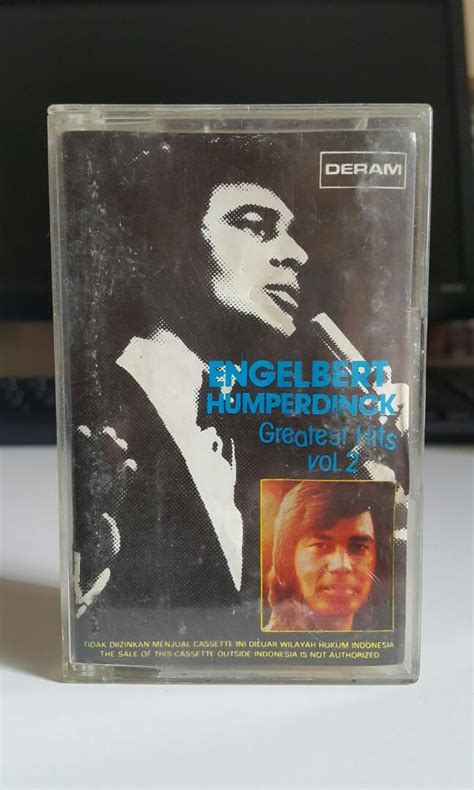 DERAM
ENGELBERT
HUMPERDINCK
Greatest Hits
vol. 2
TIDAK DIIZINKAN MENJUAL CASSETTE INI DILUAR WILAYAH HUKUM INDONESIA
THE SALE OF THIS CASSETTE OUTSIDE INDONESIA IS NOT AUTHORIZED